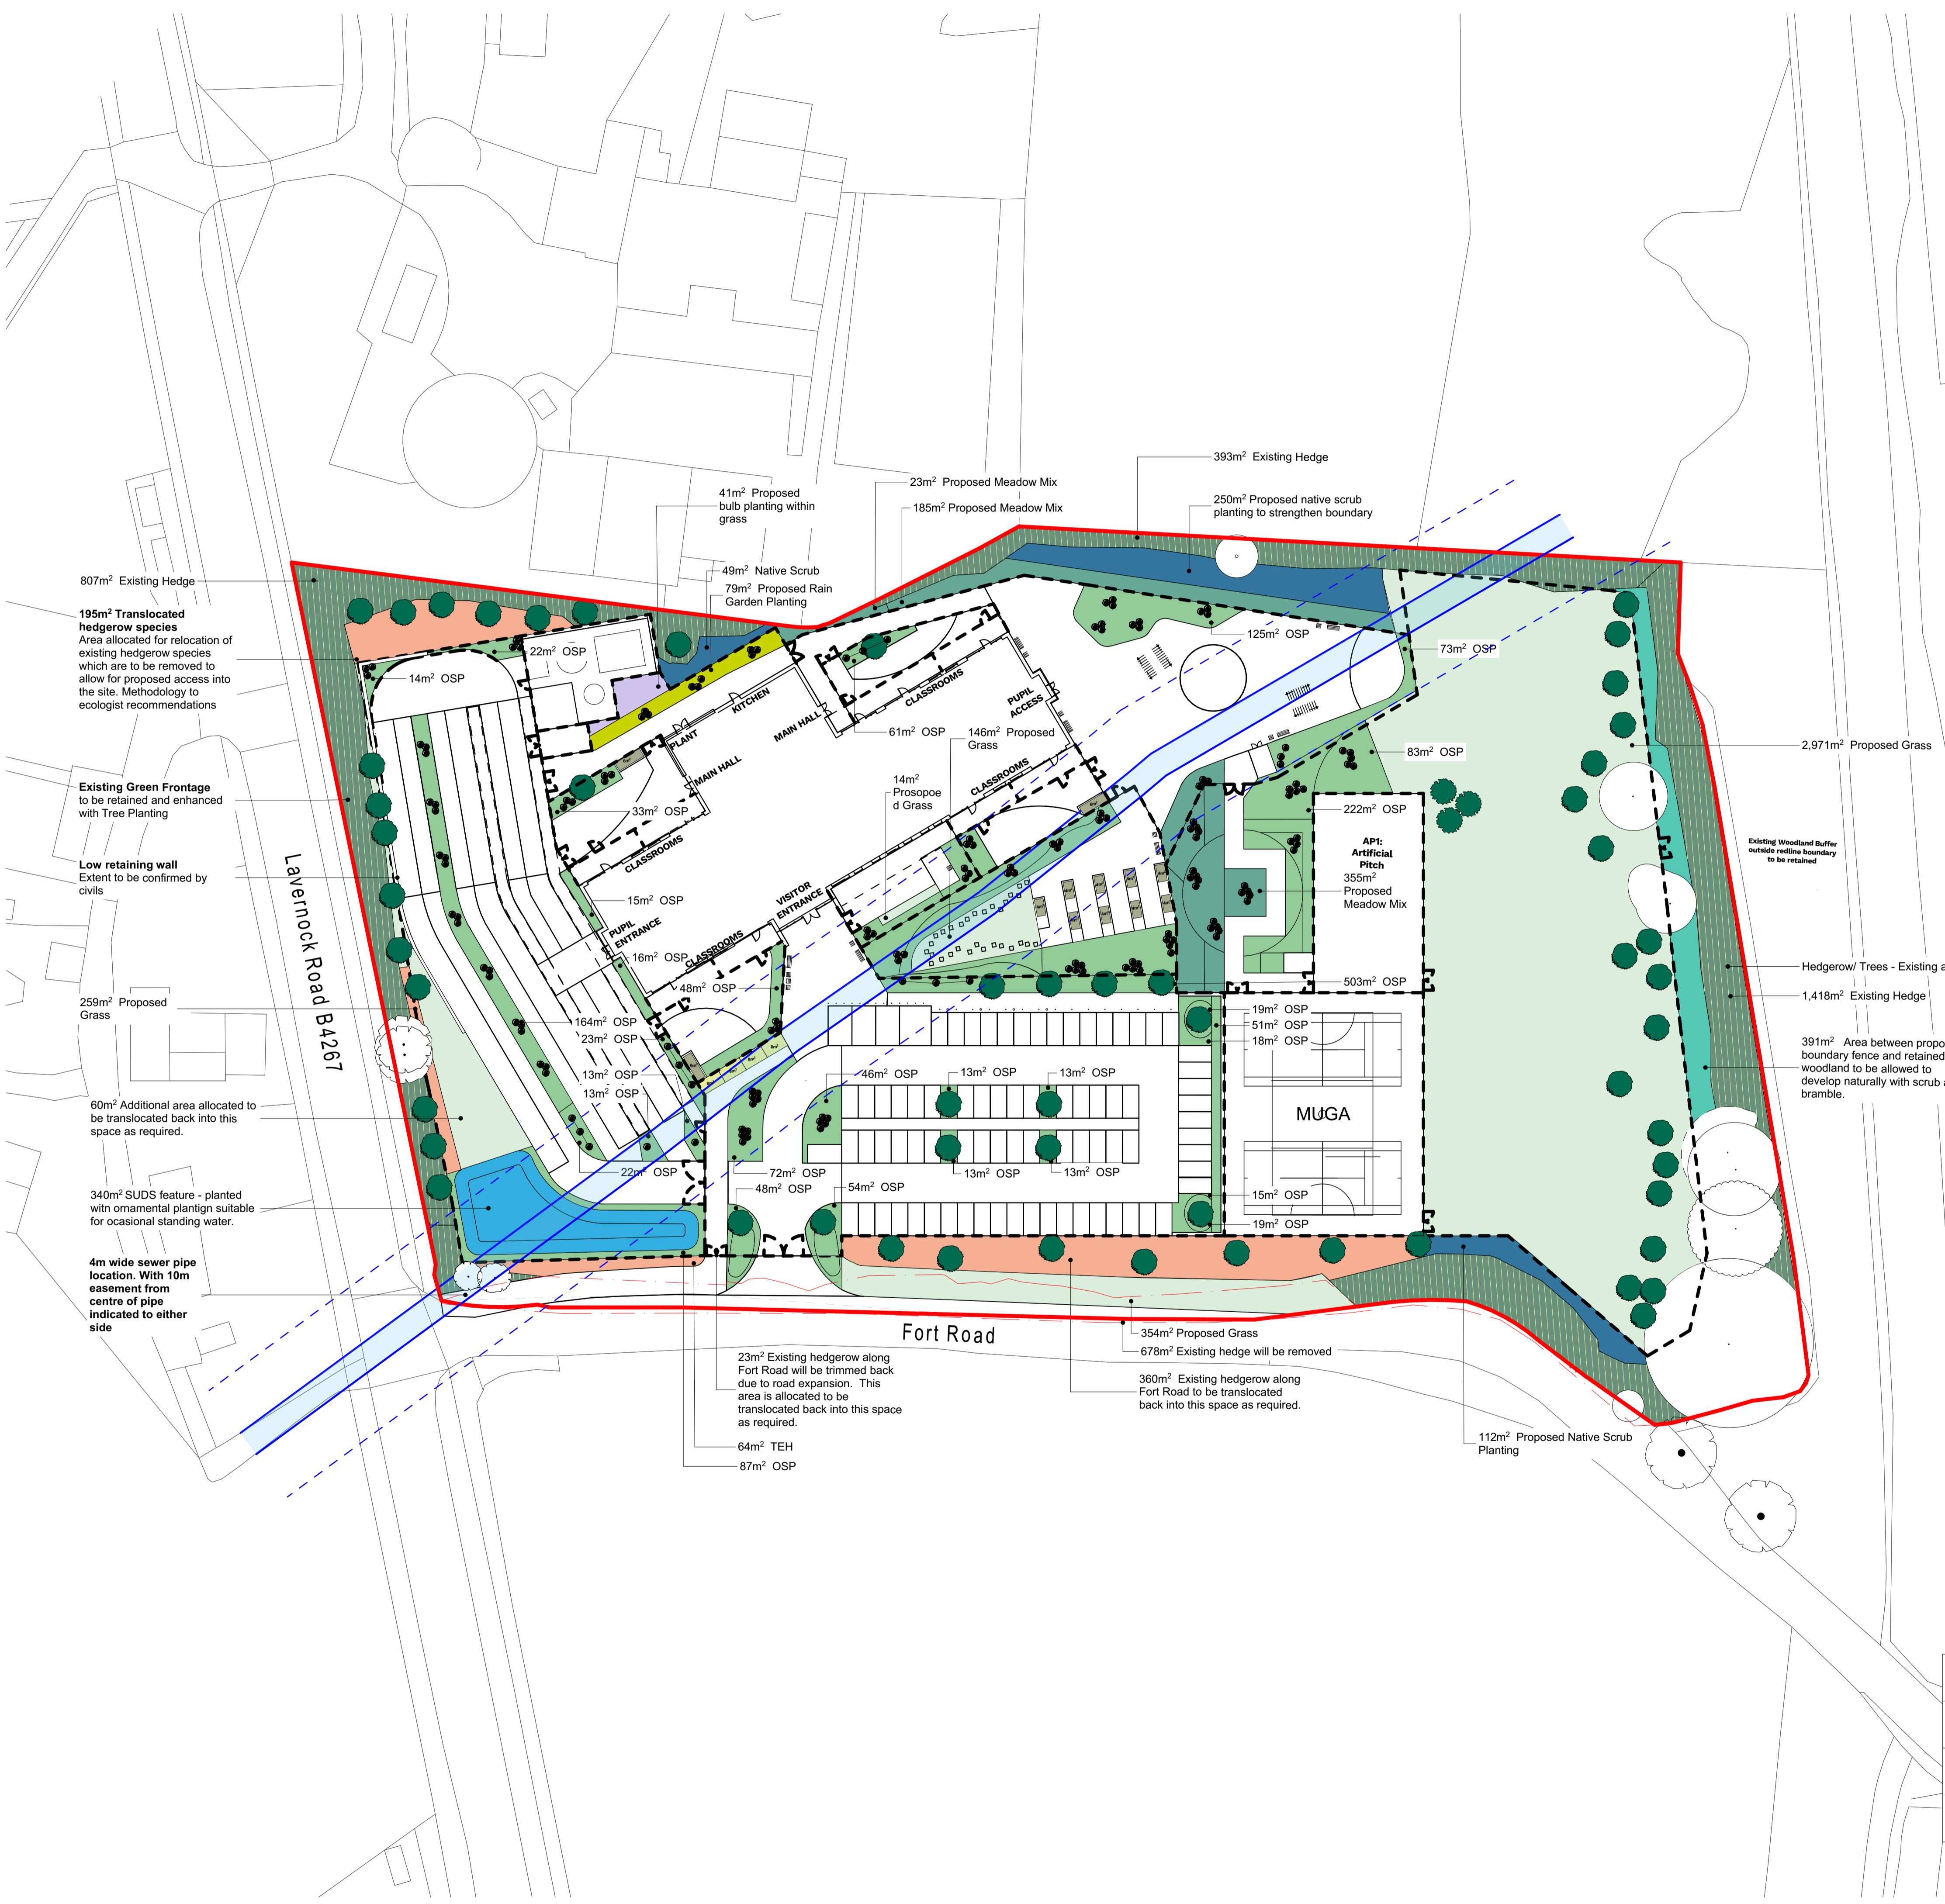 393m² Existing Hedge
23m² Proposed Meadow Mix
41m² Proposed
bulb planting within
grass
250m² Proposed native scrub
planting to strengthen boundary
185m² Proposed Meadow Mix
49m² Native Scrub
79m² Proposed Rain
Garden Planting
807m² Existing Hedge
195m² Translocated
hedgerow species
Area allocated for relocation of
existing hedgerow species
which are to be removed to
allow for proposed access into
the site. Methodology to
ecologist recommendations
22m² OSP
14m² OSP
125m² OSP
73m² OSP
KITCHEN
PLANT
MAIN HALL
MAIN HALL
CLASSROOMS
PUPIL
ACCESS
61m² OSP
146m² Proposed
Grass
83m² OSP
2,971m² Proposed Grass
Existing Green Frontage
to be retained and enhanced
with Tree Planting
14m²
Prosopoe
d Grass
CLASSROOMS
33m² OSP
222m² OSP
AP1:
Artificial
Pitch
355m²
Proposed
Meadow Mix
Existing Woodland Buffer
outside redline boundary
to be retained
Low retaining wall
Extent to be confirmed by
civils
CLASSROOMS
VISITOR
ENTRANCE
15m² OSP
PUPIL
ENTRANCE
CLASSROOMS
16m² OSP
48m² OSP
503m² OSP
Hedgerow/ Trees - Existing a
1,418m² Existing Hedge
Lavernock Road B4267
259m² Proposed
Grass
164m² OSP
23m² OSP
13m² OSP
13m² OSP
19m² OSP
51m² OSP
18m² OSP
391m² Area between propo
boundary fence and retained
woodland to be allowed to
develop naturally with scrub a
bramble.
46m² OSP
13m² OSP
13m² OSP
60m² Additional area allocated to
be translocated back into this
space as required.
MUGA
22m² OSP
72m² OSP
13m² OSP
13m² OSP
48m² OSP
54m² OSP
15m² OSP
19m² OSP
340m² SUDS feature - planted
witn ornamental plantign suitable
for ocasional standing water.
4m wide sewer pipe
location. With 10m
easement from
centre of pipe
indicated to either
side
Fort Road
354m² Proposed Grass
678m² Existing hedge will be removed
23m² Existing hedgerow along
Fort Road will be trimmed back
due to road expansion. This
area is allocated to be
translocated back into this space
as required.
360m² Existing hedgerow along
Fort Road to be translocated
back into this space as required.
64m² TEH
87m² OSP
112m² Proposed Native Scrub
Planting